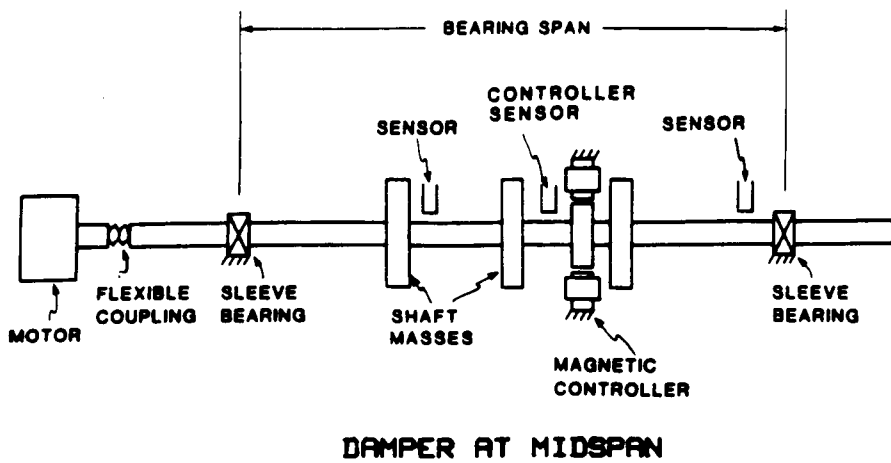 BEARING SPAN
CONTROLLER
SENSOR
SENSOR
SENSOR
FLEXIBLE
COUPLING
SLEEVE
BEARING
SHAFT
MASSES
SLEEVE
BEARING
MOTOR
MAGNETIC
CONTROLLER
DAMPER AT MIDSPAN